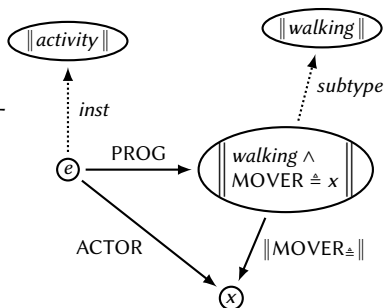 ‖activity‖
‖walking‖
inst
subtype
e
PROG
walking ∧
MOVER ≜ x
ACTOR
‖MOVER≜‖
x